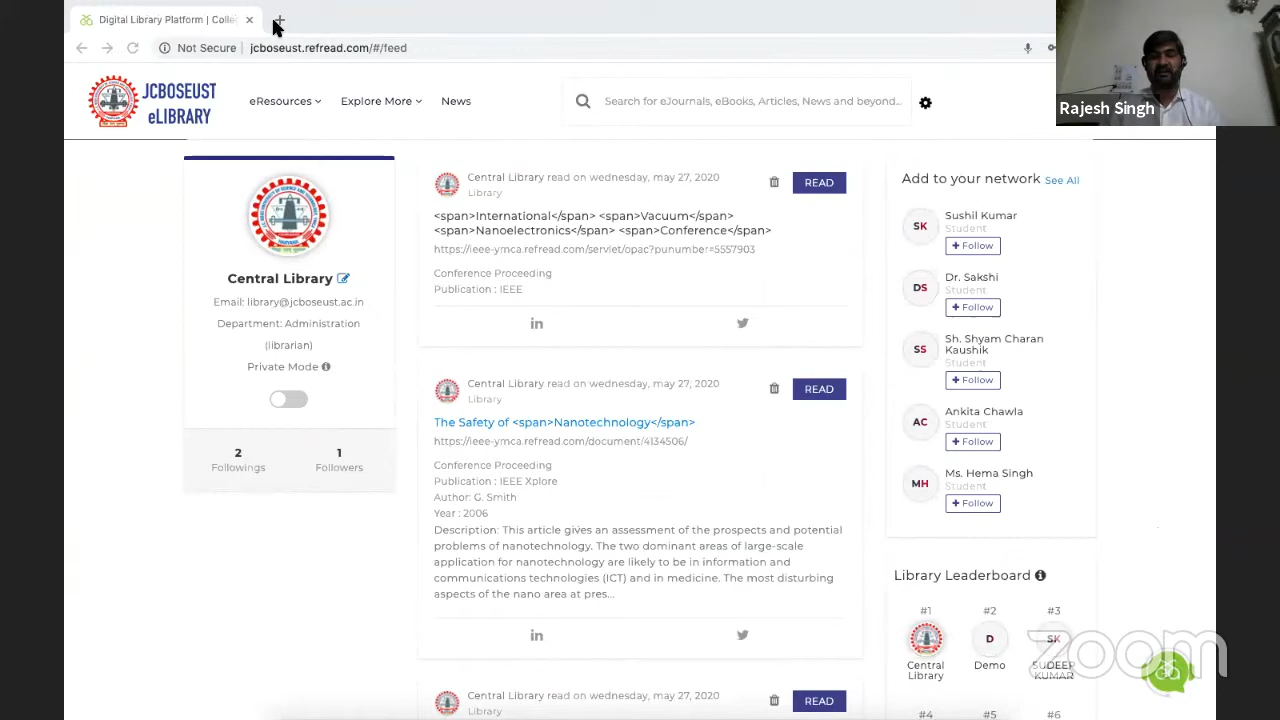 Digital Library Platform | Colle
Not Secure
jcboseust.refread.com/#/feed
Rajesh Singh
JCBOSEUST
eLIBRARY
eResources
Explore More
News
Search for eJournals, eBooks, Articles, News and beyond...
Central Library
Email: library@jcboseust.ac.in
Department: Administration
(librarian)
Private Mode
2
Followings
1
Followers
Central Library read on wednesday, may 27, 2020
Library
READ
<span>International</span> <span>Vacuum</span>
<span>Nanoelectronics</span> <span>Conference</span>
https://ieee-ymca.refread.com/servlet/opac?punumber=5557903
Conference Proceeding
Publication : IEEE
Central Library read on wednesday, may 27, 2020
Library
READ
The Safety of <span>Nanotechnology</span>
https://ieee-ymca.refread.com/document/4134506/
Conference Proceeding
Publication : IEEE Xplore
Author: G. Smith
Year : 2006
Description: This article gives an assessment of the prospects and potential
problems of nanotechnology. The two dominant areas of large-scale
application for nanotechnology are likely to be in information and
communications technologies (ICT) and in medicine. The most disturbing
aspects of the nano area at pres...
Central Library read on wednesday, may 27, 2020
Library
READ
Add to your network See All
SK
Sushil Kumar
Student
+ Follow
DS
Dr. Sakshi
Student
+ Follow
SS
Sh. Shyam Charan
Kaushik
Student
+ Follow
AC
Ankita Chawla
Student
+ Follow
MH
Ms. Hema Singh
Student
+ Follow
Library Leaderboard
#1
#2
#3
D
SK
Central
Library
Demo
SUDEEP
KUMAR
#4
#5
#6
zoom